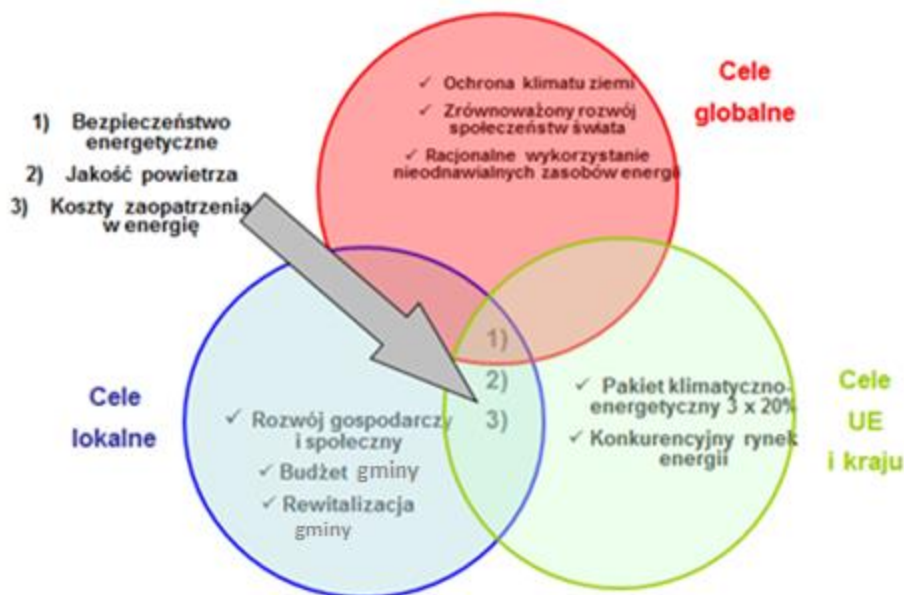 1) Bezpieczeństwo
energetyczne
2) Jakość powietrza
3) Koszty zaopatrzenia
w energię
✓ Ochrona klimatu ziemi
✓ Zrównoważony rozwój
społeczeństw świata
✓ Racjonalne wykorzystanie
nieodnawialnych zasobów energii
Cele
globalne
1)
2)
3)
Cele
lokalne
✓ Rozwój gospodarczy
i społeczny
✓ Budżet gminy
✓ Rewitalizacja
gminy
✓ Pakiet klimatyczno-
energetyczny 3 x 20%
✓ Konkurencyjny rynek
energii
Cele
UE
i kraju